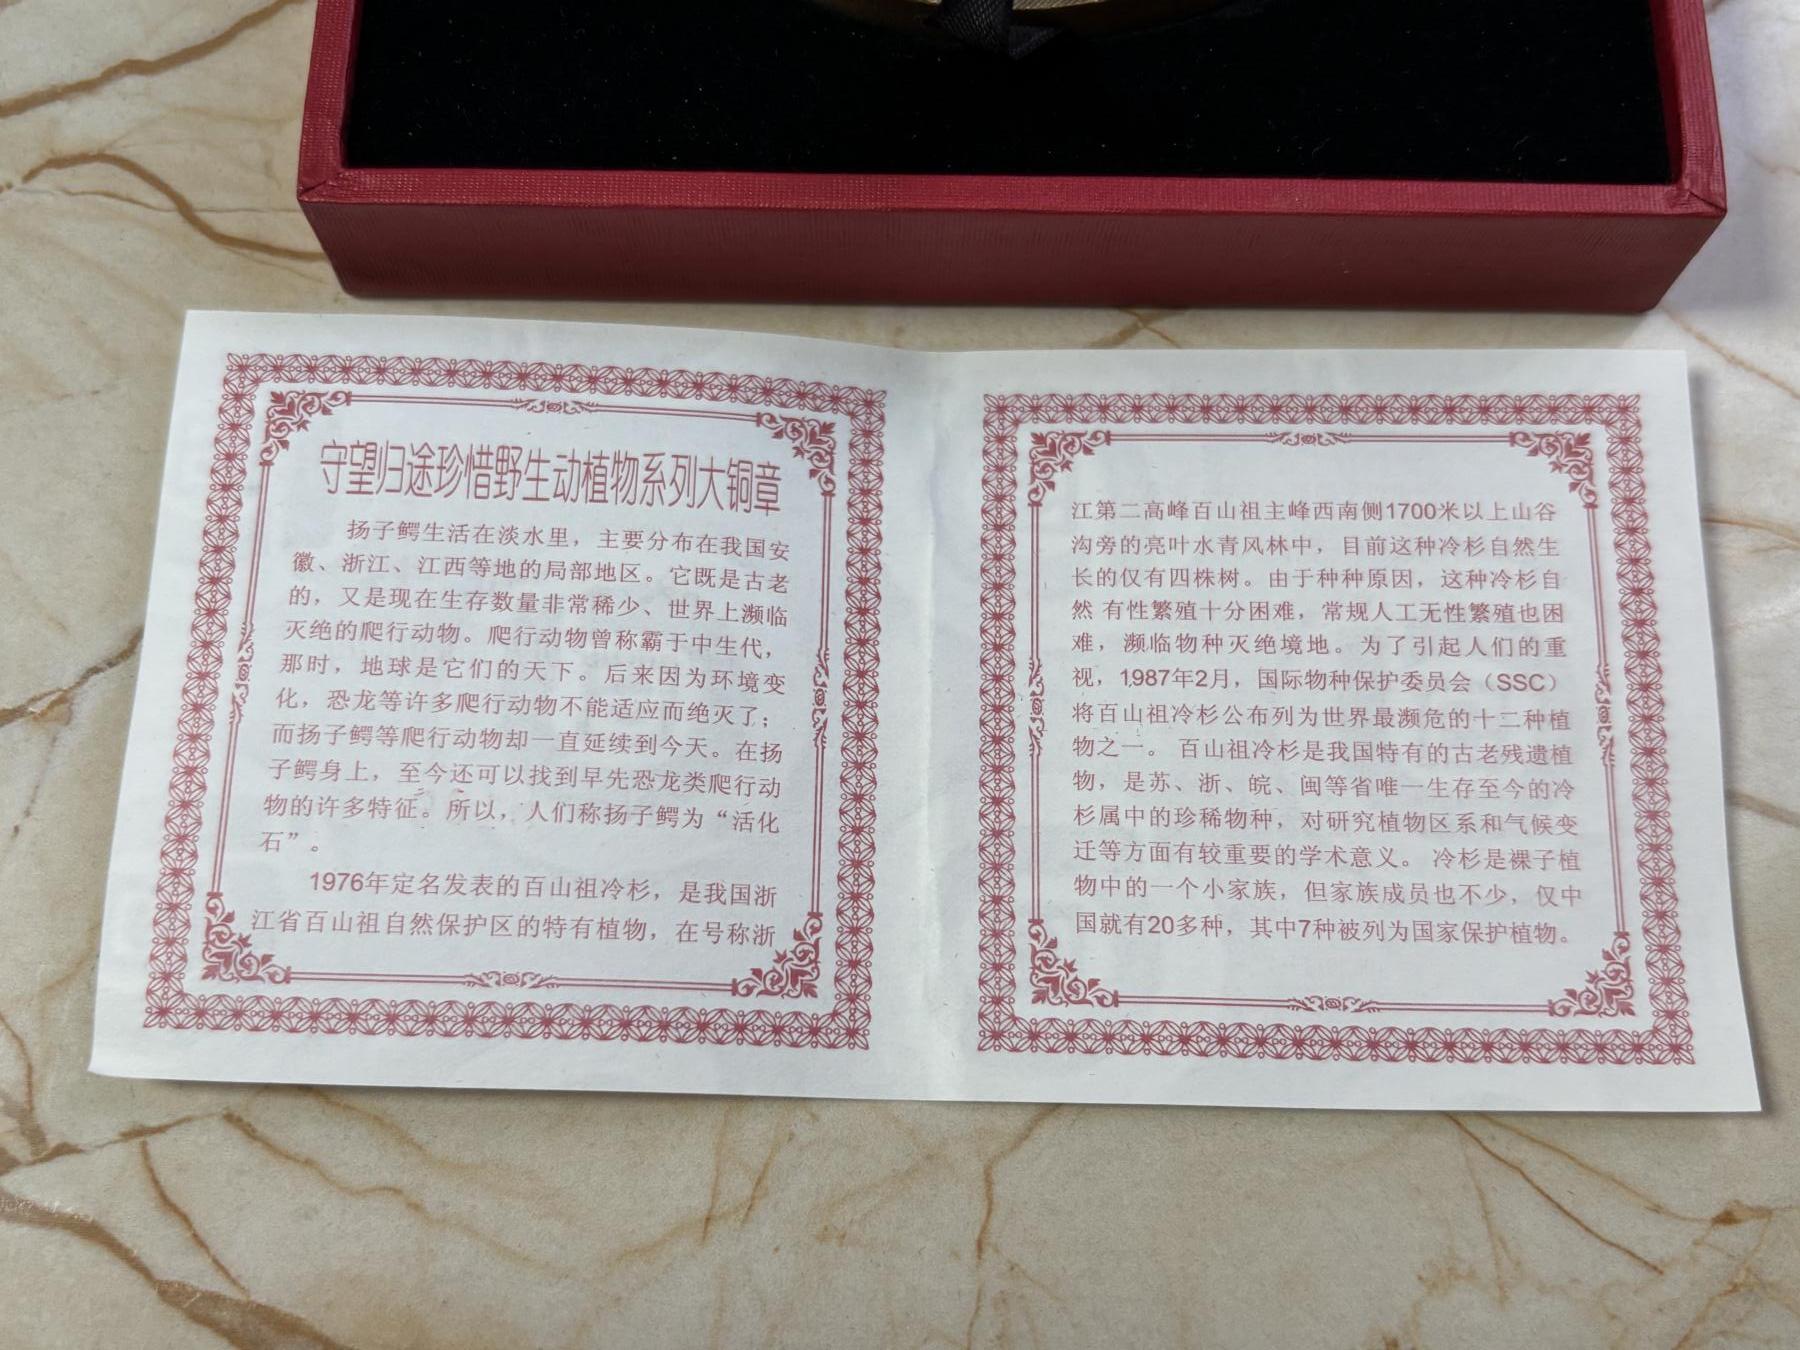 守望归途珍惜野生动植物系列大铜章
扬子鳄生活在淡水里，主要分布在我国安
徽、浙江、江西等地的局部地区。它既是古老
的，又是现在生存数量非常稀少、世界上濒临
灭绝的爬行动物。爬行动物曾称霸于中生代，
那时，地球是它们的天下。后来因为环境变
化，恐龙等许多爬行动物不能适应而绝灭了；
而扬子鳄等爬行动物却一直延续到今天。在扬
子鳄身上，至今还可以找到早先恐龙类爬行动
物的许多特征。所以，人们称扬子鳄为“活化
石”。
1976年定名发表的百山祖冷杉，是我国浙
江省百山祖自然保护区的特有植物，在号称浙
江第二高峰百山祖主峰西南侧1700米以上山谷
沟旁的亮叶水青风林中，目前这种冷杉自然生
长的仅有四株树。由于种种原因，这种冷杉自
然 有性繁殖十分困难，常规人工无性繁殖也困
难，濒临物种灭绝境地。为了引起人们的重
视，1987年2月，国际物种保护委员会（SSC）
将百山祖冷杉公布列为世界最濒危的十二种植
物之一。 百山祖冷杉是我国特有的古老残遗植
物，是苏、浙、皖、闽等省唯一生存至今的冷
杉属中的珍稀物种，对研究植物区系和气候变
迁等方面有较重要的学术意义。 冷杉是裸子植
物中的一个小家族，但家族成员也不少，仅中
国就有20多种，其中7种被列为国家保护植物。